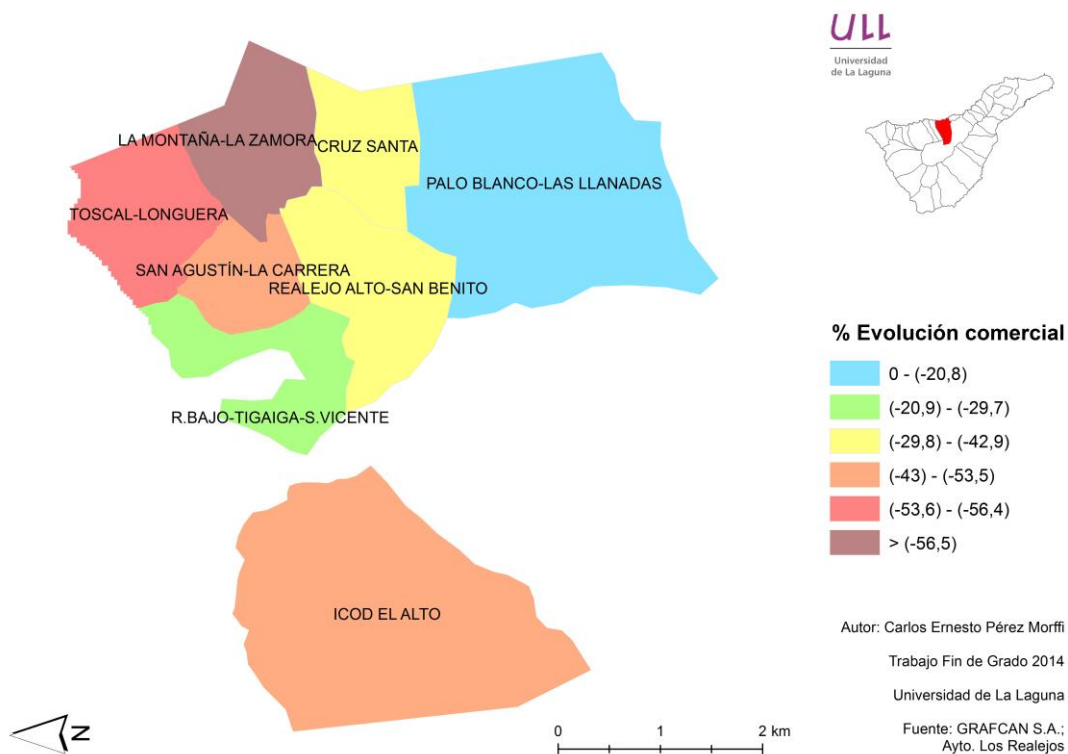 ULL
Universidad
de La Laguna
LA MONTAÑA-LA ZAMORA
CRUZ SANTA
PALO BLANCO-LAS LLANADAS
TOSCAL-LONGUERA
SAN AGUSTÍN-LA CARRERA
REALEJO ALTO-SAN BENITO
R.BAJO-TIGAIGA-S.VICENTE
ICOD EL ALTO
% Evolución comercial
0 - (-20,8)
(-20,9) - (-29,7)
(-29,8) - (-42,9)
(-43) - (-53,5)
(-53,6) - (-56,4)
> (-56,5)
Autor: Carlos Ernesto Pérez Morffi
Trabajo Fin de Grado 2014
Universidad de La Laguna
Fuente: GRAFCAN S.A.;
Ayto. Los Realejos
N
0 1 2 km